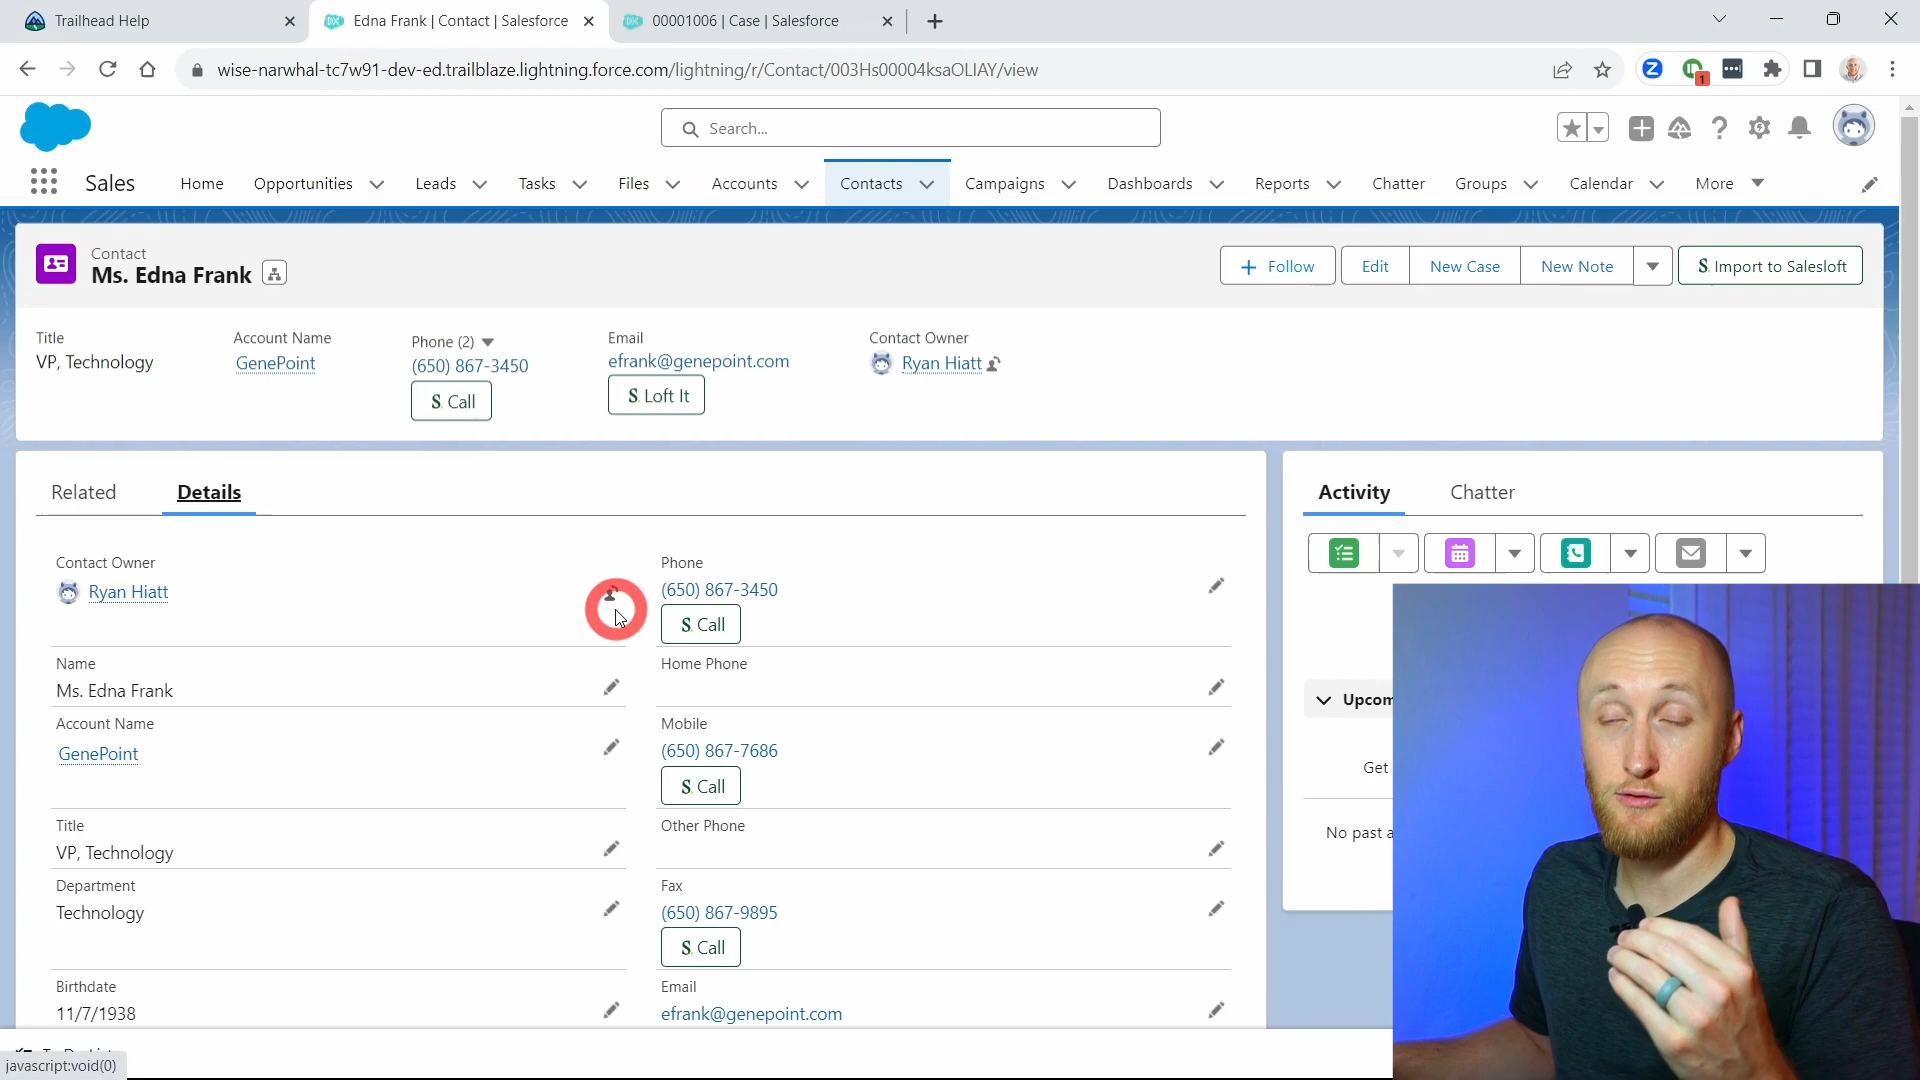 Trailhead Help
Edna Frank | Contact | Salesforce
00001006 | Case | Salesforce
wise-narwhal-tc7w91-dev-ed.trailblaze.lightning.force.com/lightning/r/Contact/003Hs00004ksaOLIAY/view
1
Search...
Sales
Home
Opportunities
Leads
Tasks
Files
Accounts
Contacts
Campaigns
Dashboards
Reports
Chatter
Groups
Calendar
More
Contact
Ms. Edna Frank
Follow
Edit
New Case
New Note
S Import to Salesloft
Title
VP, Technology
Account Name
GenePoint
Phone (2)
(650) 867-3450
S. Call
Email
efrank@genepoint.com
S. Loft It
Contact Owner
Ryan Hiatt
Related
Details
Activity
Chatter
Contact Owner
Ryan Hiatt
Phone
(650) 867-3450
S. Call
Name
Ms. Edna Frank
Home Phone
Account Name
GenePoint
Mobile
(650) 867-7686
S. Call
Title
VP, Technology
Other Phone
Department
Technology
Fax
(650) 867-9895
S. Call
Birthdate
11/7/1938
Email
efrank@genepoint.com
Upcom
Get
No past a
javascript:void(0)